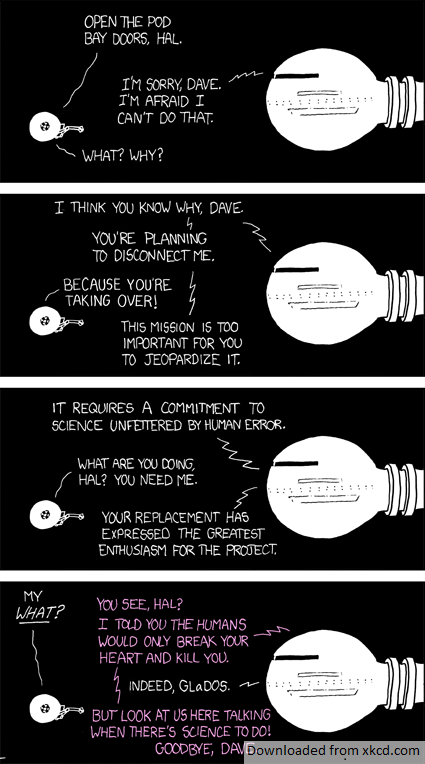 OPEN THE POD
BAY DOORS, HAL.
I'M SORRY, DAVE.
I'M AFRAID I
CAN'T DO THAT.
WHAT? WHY?
I THINK YOU KNOW WHY, DAVE.
YOU'RE PLANNING
TO DISCONNECT ME.
BECAUSE YOU'RE
TAKING OVER!
THIS MISSION IS TOO
IMPORTANT FOR YOU
TO JEOPARDIZE IT.
IT REQUIRES A COMMITMENT TO
SCIENCE UNFETTERED BY HUMAN ERROR.
WHAT ARE YOU DOING,
HAL? YOU NEED ME.
YOUR REPLACEMENT HAS
EXPRESSED THE GREATEST
ENTHUSIASM FOR THE PROJECT.
MY
WHAT?
YOU SEE, HAL?
I TOLD YOU THE HUMANS
WOULD ONLY BREAK YOUR
HEART AND KILL YOU.
INDEED, GLaDOS.
BUT LOOK AT US HERE TALKING
WHEN THERE'S SCIENCE TO DO!
GOODBYE,
Downloaded from xkcd.com